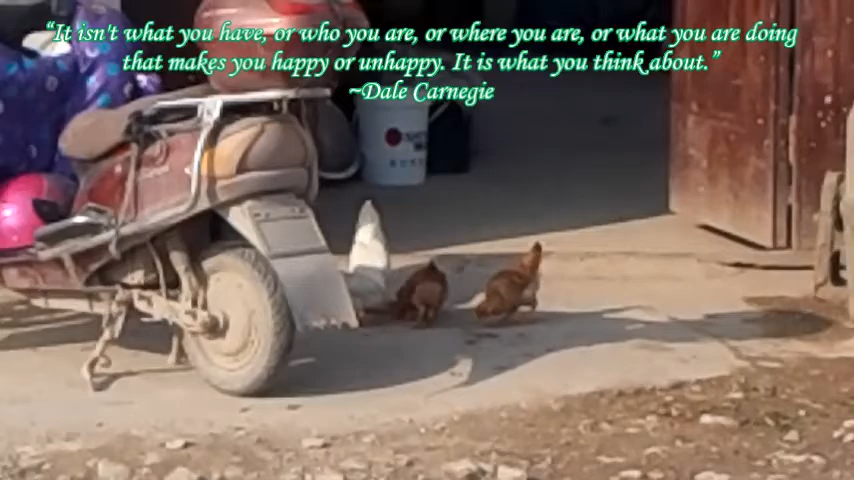 “It isn't what you have, or who you are, or where you are, or what you are doing
that makes you happy or unhappy. It is what you think about.”
~Dale Carnegie